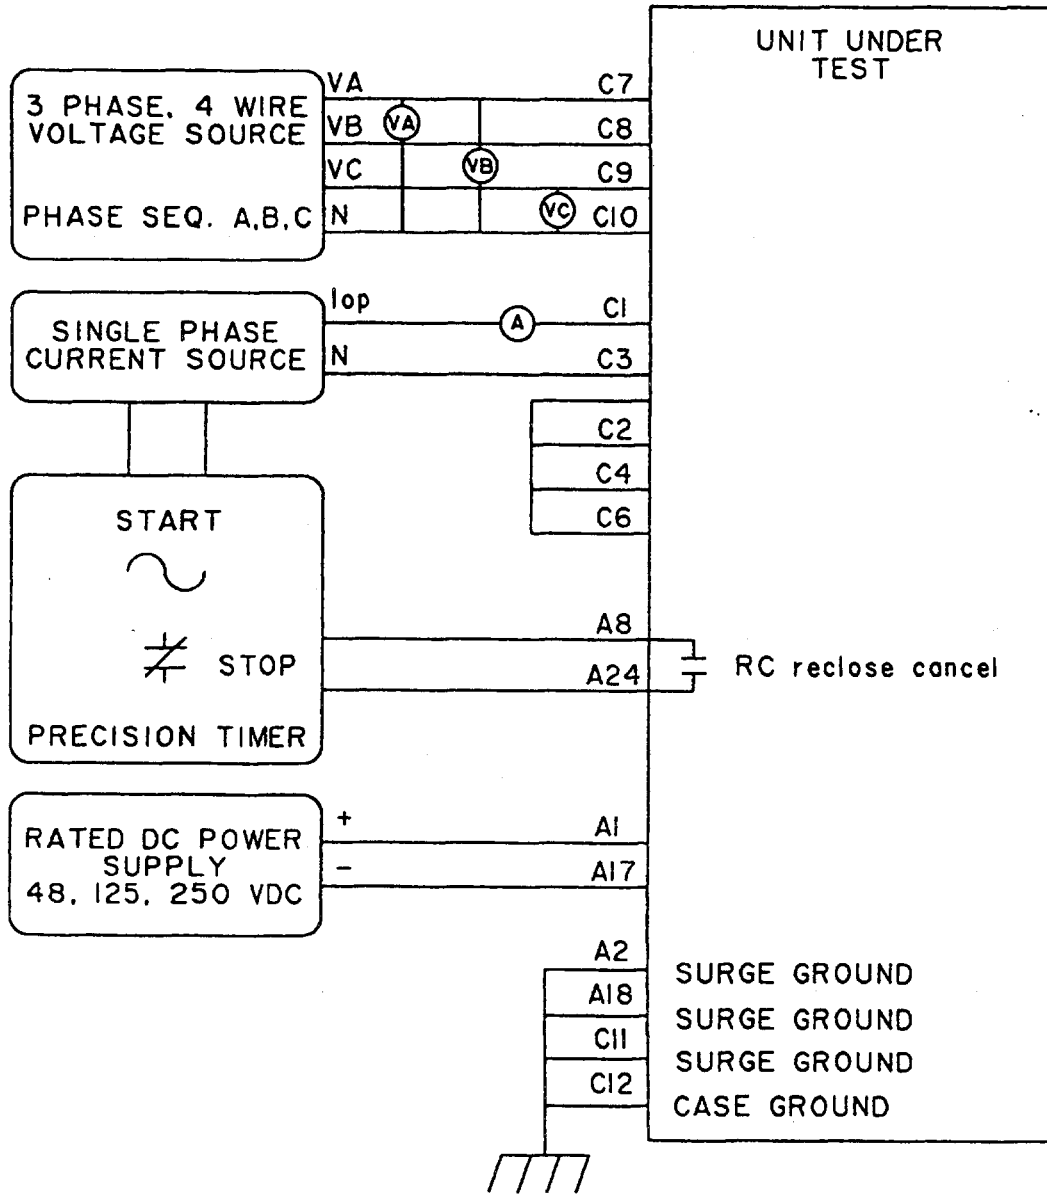 UNIT UNDER
TEST
3 PHASE, 4 WIRE
VOLTAGE SOURCE
PHASE SEQ. A,B,C
VA
VB
VC
N
VA
VB
VC
C7
C8
C9
C10
SINGLE PHASE
CURRENT SOURCE
Iop
N
A
C1
C3
C2
C4
C6
START
STOP
PRECISION TIMER
A8
A24
RC reclose cancel
RATED DC POWER
SUPPLY
48, 125, 250 VDC
+
-
A1
A17
A2
A18
C11
C12
SURGE GROUND
SURGE GROUND
SURGE GROUND
CASE GROUND